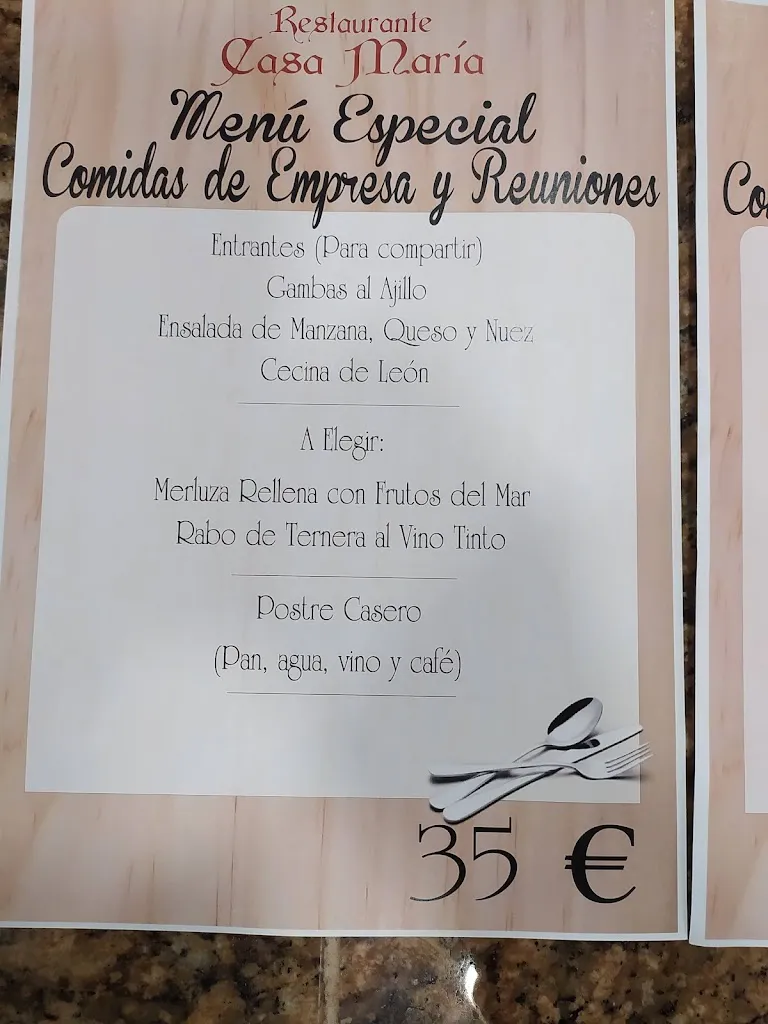 Restaurante
Casa María
Menú Especial
Comidas de Empresa y Reuniones
Entrantes (Para compartir)
Gambas al Ajillo
Ensalada de Manzana, Queso y Nuez
Cecina de León
A Elegir:
Merluza Rellena con Frutos del Mar
Rabo de Ternera al Vino Tinto
Postre Casero
(Pan, agua, vino y café)
35 €